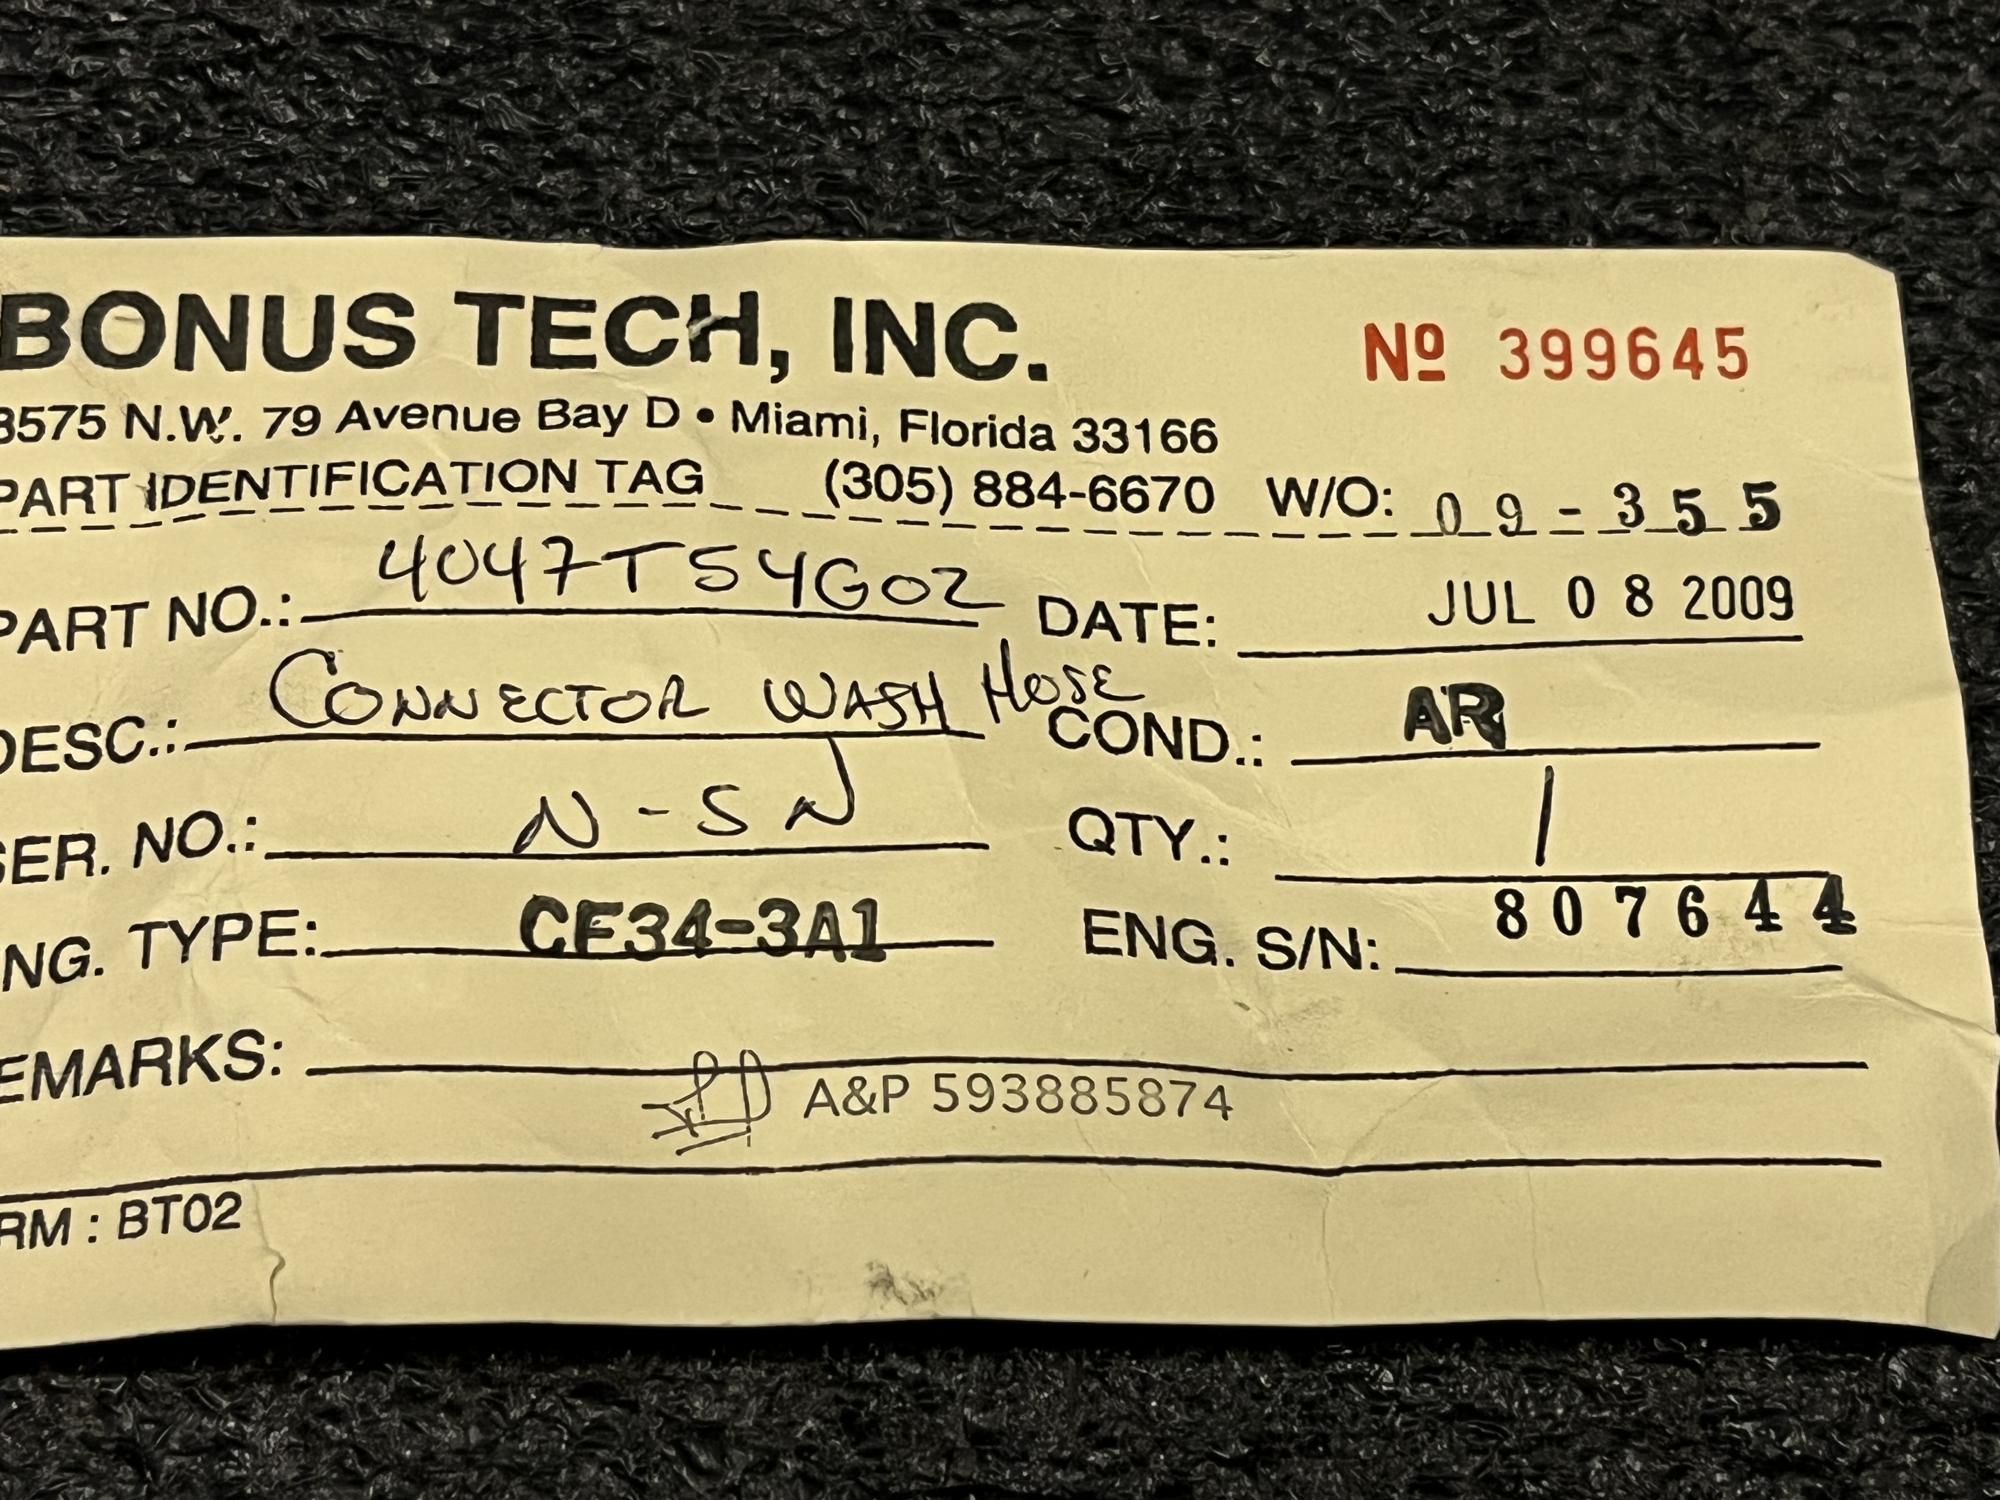 BONUS TECH, INC. Nº 399645
3575 N.W. 79 Avenue Bay D • Miami, Florida 33166
PART IDENTIFICATION TAG (305) 884-6670 W/O: 09-355
PART NO.: 4047T54G02 DATE: JUL 08 2009
DESC.: CONNECTOR WASH HOSE COND.: AR
SER. NO.: N-SN QTY.: 1
NG. TYPE: CF34-3A1 ENG. S/N: 807644
EMARKS:
A&P 593885874
RM : BT02